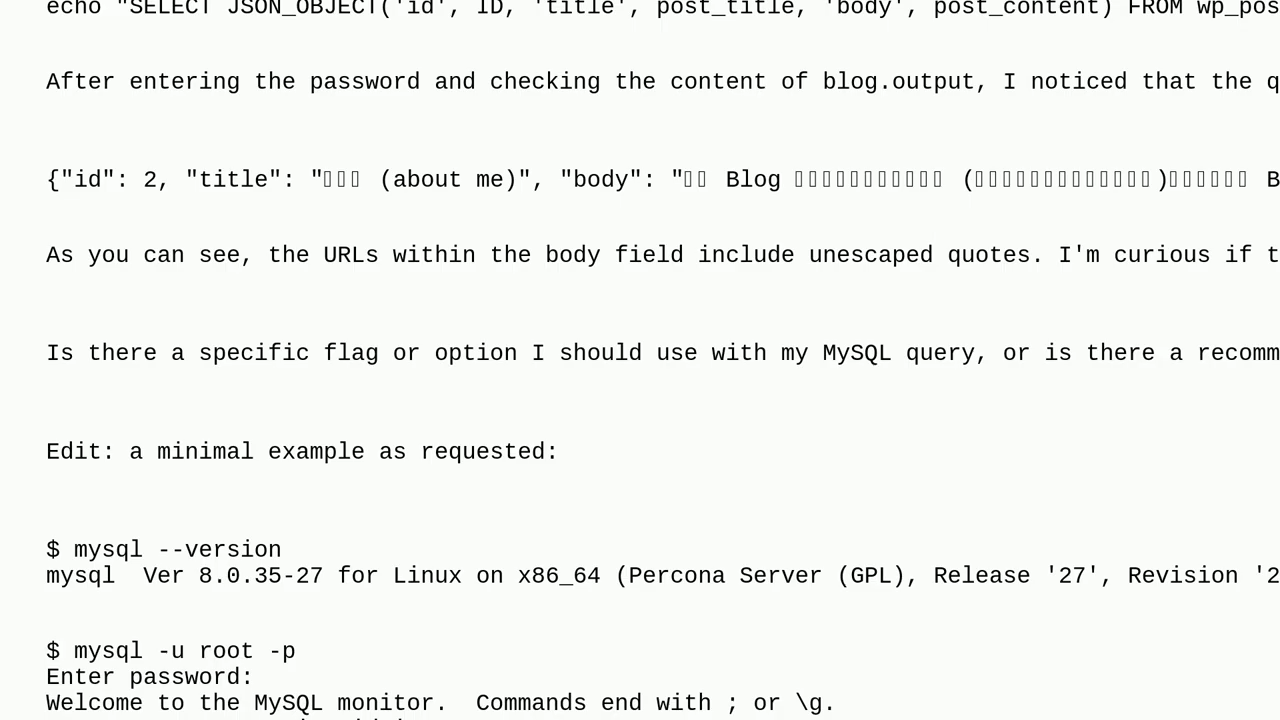 echo "SELECT JSON_OBJECT('id', ID, 'title', post_title, 'body', post_content) FROM
After entering the password and checking the content of blog.output, I noticed that the
{"id": 2, "title": " (about me)", "body": " Blog ( )
As you can see, the URLs within the body field include unescaped quotes. I'm curious if
Is there a specific flag or option I should use with my MySQL query, or is there a
Edit: a minimal example as requested:
$ mysql --version
mysql  Ver 8.0.35-27 for Linux on x86_64 (Percona Server (GPL), Release '27', Revision
$ mysql -u root -p
Enter password:
Welcome to the MySQL monitor.  Commands end with ; or \g.